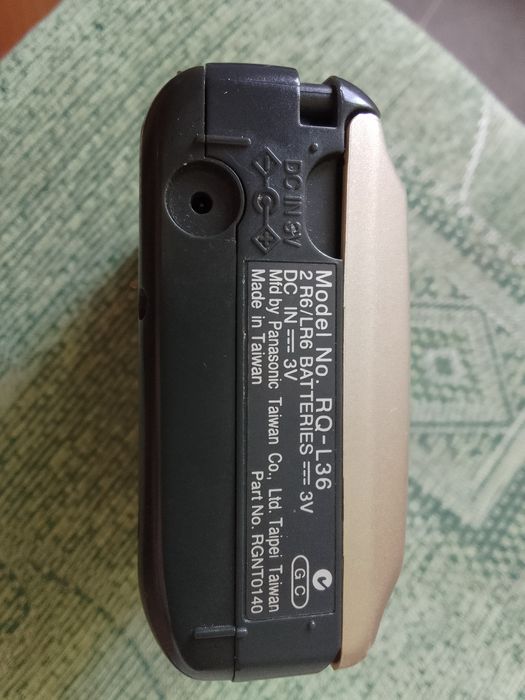 DC IN 3V
Model No. RQ-L36
2 R6/LR6 BATTERIES 3V
DC IN 3V
Mfd by Panasonic Taiwan Co., Ltd. Taipei Taiwan
Made in Taiwan
Part No. RGNT0140
G C